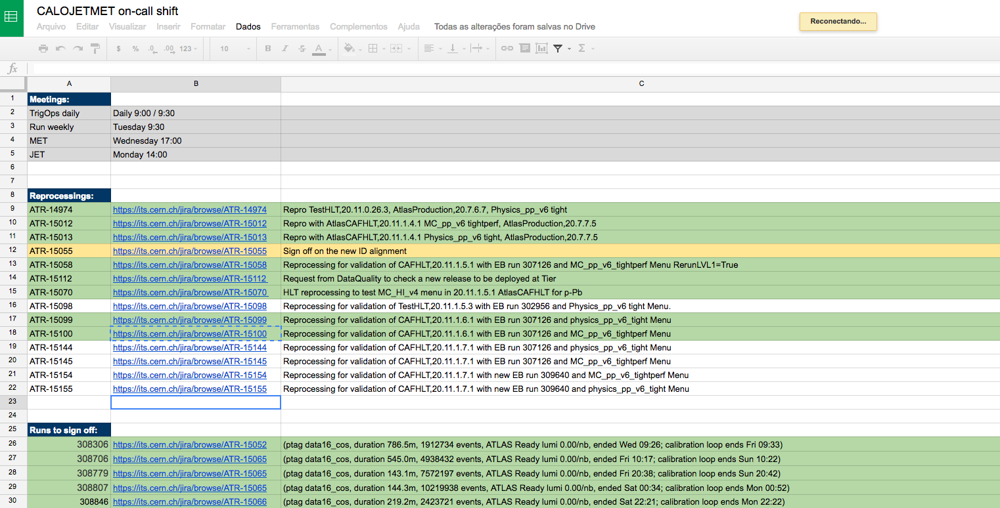 CALOJETMET on-call shift
Arquivo Editar Visualizar Inserir Formatar Dados Ferramentas Complementos Ajuda Todas as alterações foram salvas no Drive
Reconectando...
$ % .0 .00 123 10 B I S A Σ
fx
A B C
1 Meetings:
2 TrigOps daily Daily 9:00 / 9:30
3 Run weekly Tuesday 9:30
4 MET Wednesday 17:00
5 JET Monday 14:00
6
7
8 Reprocessings:
9 ATR-14974 https://its.cern.ch/jira/browse/ATR-14974 Repro TestHLT,20.11.0.26.3, AtlasProduction,20.7.6.7, Physics_pp_v6 tight
10 ATR-15012 https://its.cern.ch/jira/browse/ATR-15012 Repro with AtlasCAFHLT,20.11.1.4.1 MC_pp_v6 tightperf, AtlasProduction,20.7.7.5
11 ATR-15013 https://its.cern.ch/jira/browse/ATR-15013 Repro with AtlasCAFHLT,20.11.1.4.1 Physics_pp_v6 tight, AtlasProduction,20.7.7.5
12 ATR-15055 https://its.cern.ch/jira/browse/ATR-15055 Sign off on the new ID alignment
13 ATR-15058 https://its.cern.ch/jira/browse/ATR-15058 Reprocessing for validation of CAFHLT,20.11.1.5.1 with EB run 307126 and MC_pp_v6_tightperf Menu RerunLVL1=True
14 ATR-15112 https://its.cern.ch/jira/browse/ATR-15112 Request from DataQuality to check a new release to be deployed at Tier
15 ATR-15070 https://its.cern.ch/jira/browse/ATR-15070 HLT reprocessing to test MC_HI_v4 menu in 20.11.1.5.1 AtlasCAFHLT for p-Pb
16 ATR-15098 https://its.cern.ch/jira/browse/ATR-15098 Reprocessing for validation of TestHLT,20.11.1.5.3 with EB run 302956 and Physics_pp_v6 tight Menu.
17 ATR-15099 https://its.cern.ch/jira/browse/ATR-15099 Reprocessing for validation of CAFHLT,20.11.1.6.1 with EB run 307126 and physics_pp_v6_tight Menu
18 ATR-15100 https://its.cern.ch/jira/browse/ATR-15100 Reprocessing for validation of CAFHLT,20.11.1.6.1 with EB run 307126 and MC_pp_v6_tightperf Menu
19 ATR-15144 https://its.cern.ch/jira/browse/ATR-15144 Reprocessing for validation of CAFHLT,20.11.1.7.1 with EB run 307126 and physics_pp_v6_tight Menu
20 ATR-15145 https://its.cern.ch/jira/browse/ATR-15145 Reprocessing for validation of CAFHLT,20.11.1.7.1 with EB run 307126 and MC_pp_v6_tightperf Menu
21 ATR-15154 https://its.cern.ch/jira/browse/ATR-15154 Reprocessing for validation of CAFHLT,20.11.1.7.1 with new EB run 309640 and MC_pp_v6_tightperf Menu
22 ATR-15155 https://its.cern.ch/jira/browse/ATR-15155 Reprocessing for validation of CAFHLT,20.11.1.7.1 with new EB run 309640 and physics_pp_v6_tight Menu
23
24
25 Runs to sign off:
26 308306 https://its.cern.ch/jira/browse/ATR-15052 (ptag data16_cos, duration 786.5m, 1912734 events, ATLAS Ready lumi 0.00/nb, ended Wed 09:26; calibration loop ends Fri 09:33)
27 308706 https://its.cern.ch/jira/browse/ATR-15065 (ptag data16_cos, duration 545.0m, 4938432 events, ATLAS Ready lumi 0.00/nb, ended Fri 10:17; calibration loop ends Sun 10:22)
28 308779 https://its.cern.ch/jira/browse/ATR-15065 (ptag data16_cos, duration 143.1m, 7572197 events, ATLAS Ready lumi 0.00/nb, ended Fri 20:38; calibration loop ends Sun 20:42)
29 308807 https://its.cern.ch/jira/browse/ATR-15065 (ptag data16_cos, duration 144.3m, 10219938 events, ATLAS Ready lumi 0.00/nb, ended Sat 00:34; calibration loop ends Mon 00:52)
30 308846 https://its.cern.ch/jira/browse/ATR-15066 (ptag data16_cos, duration 219.2m, 2423721 events, ATLAS Ready lumi 0.00/nb, ended Sat 22:21; calibration loop ends Mon 22:22)